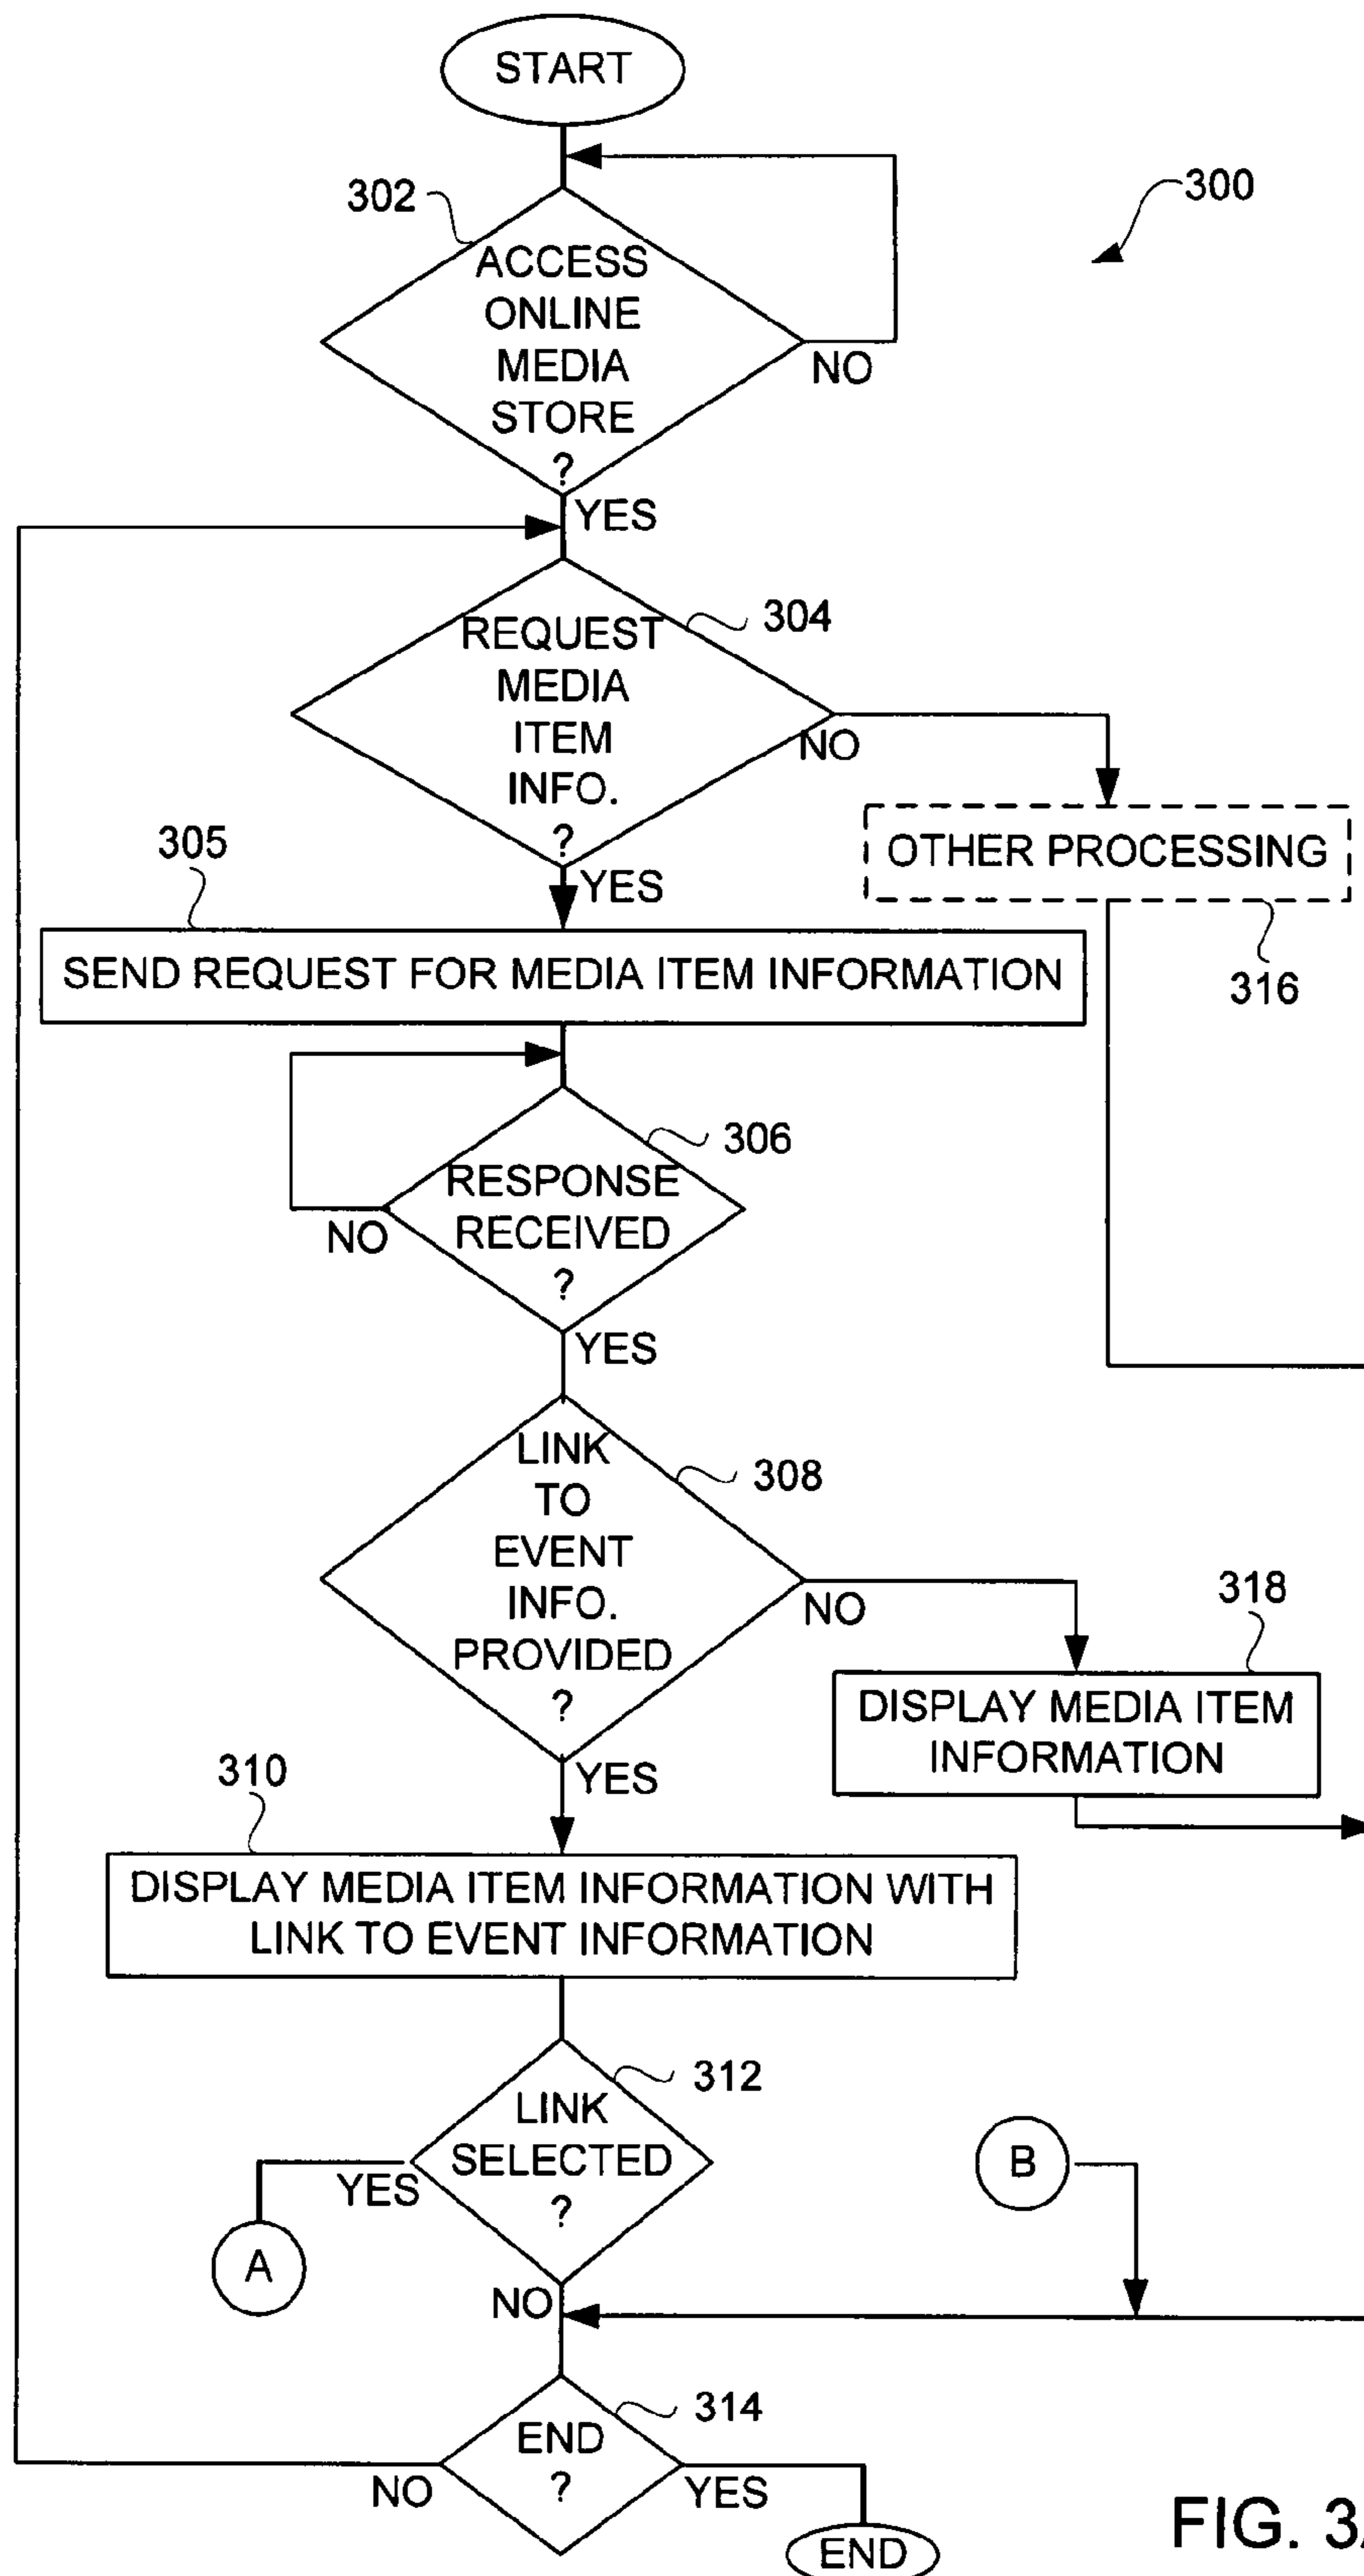 START
302
300
ACCESS
ONLINE
MEDIA
STORE
?
NO
YES
304
REQUEST
MEDIA
ITEM
INFO.
?
NO
YES
OTHER PROCESSING
316
305
SEND REQUEST FOR MEDIA ITEM INFORMATION
306
RESPONSE
RECEIVED
?
NO
YES
308
LINK
TO
EVENT
INFO.
PROVIDED
?
NO
YES
318
DISPLAY MEDIA ITEM
INFORMATION
310
DISPLAY MEDIA ITEM INFORMATION WITH
LINK TO EVENT INFORMATION
312
LINK
SELECTED
?
YES
A
B
NO
314
END
?
NO
YES
END
FIG. 3A